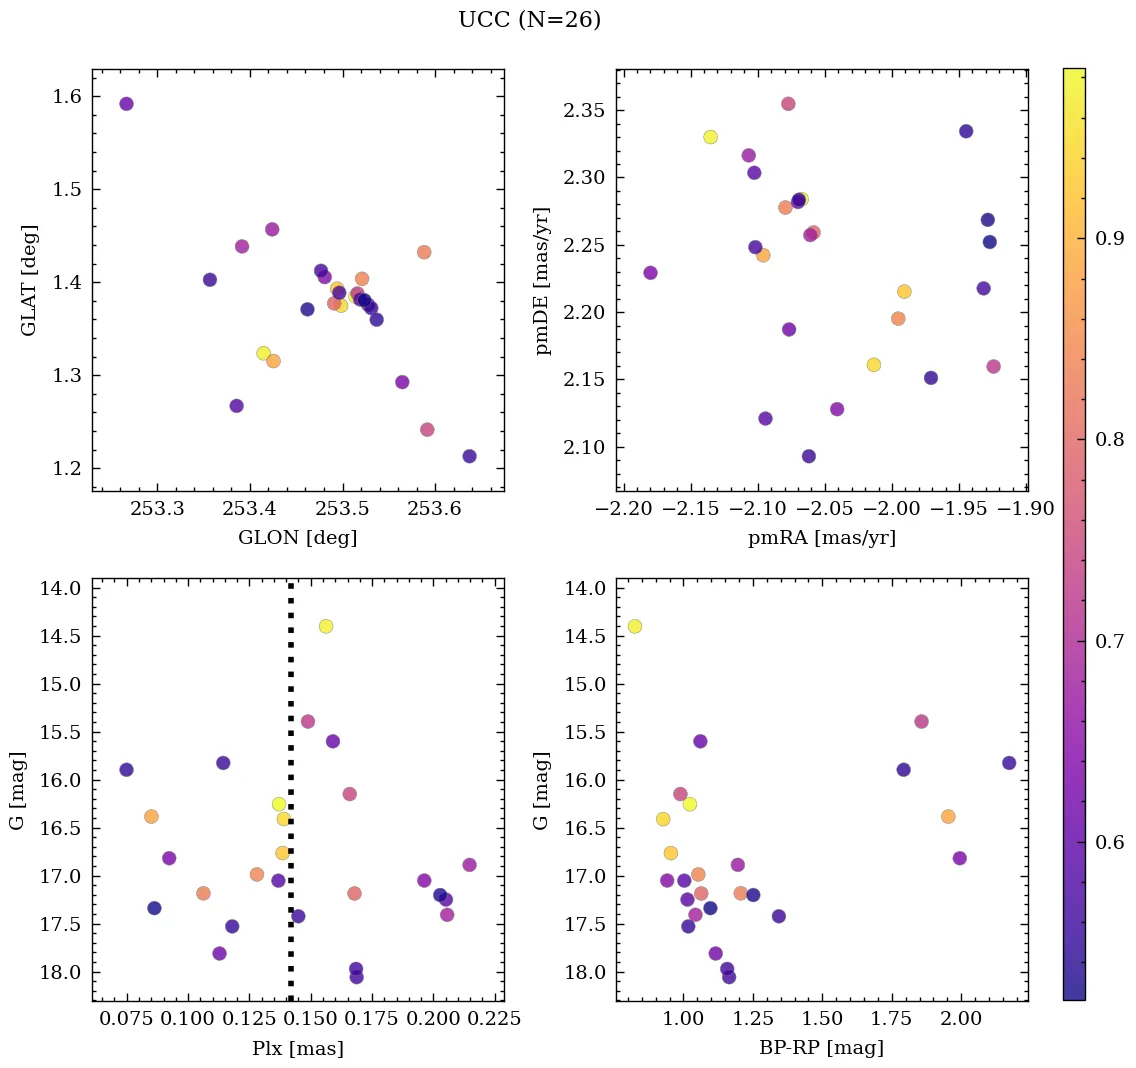 UCC (N=26)
1.6
1.5
1.4
1.3
1.2
GLAT [deg]
253.3 253.4 253.5 253.6
GLON [deg]
2.35
2.30
2.25
2.20
2.15
2.10
pmDE [mas/yr]
−2.20 −2.15 −2.10 −2.05 −2.00 −1.95 −1.90
pmRA [mas/yr]
0.9
0.8
0.7
0.6
14.0
14.5
15.0
15.5
16.0
16.5
17.0
17.5
18.0
G [mag]
0.075 0.100 0.125 0.150 0.175 0.200 0.225
Plx [mas]
14.0
14.5
15.0
15.5
16.0
16.5
17.0
17.5
18.0
G [mag]
1.00 1.25 1.50 1.75 2.00
BP-RP [mag]